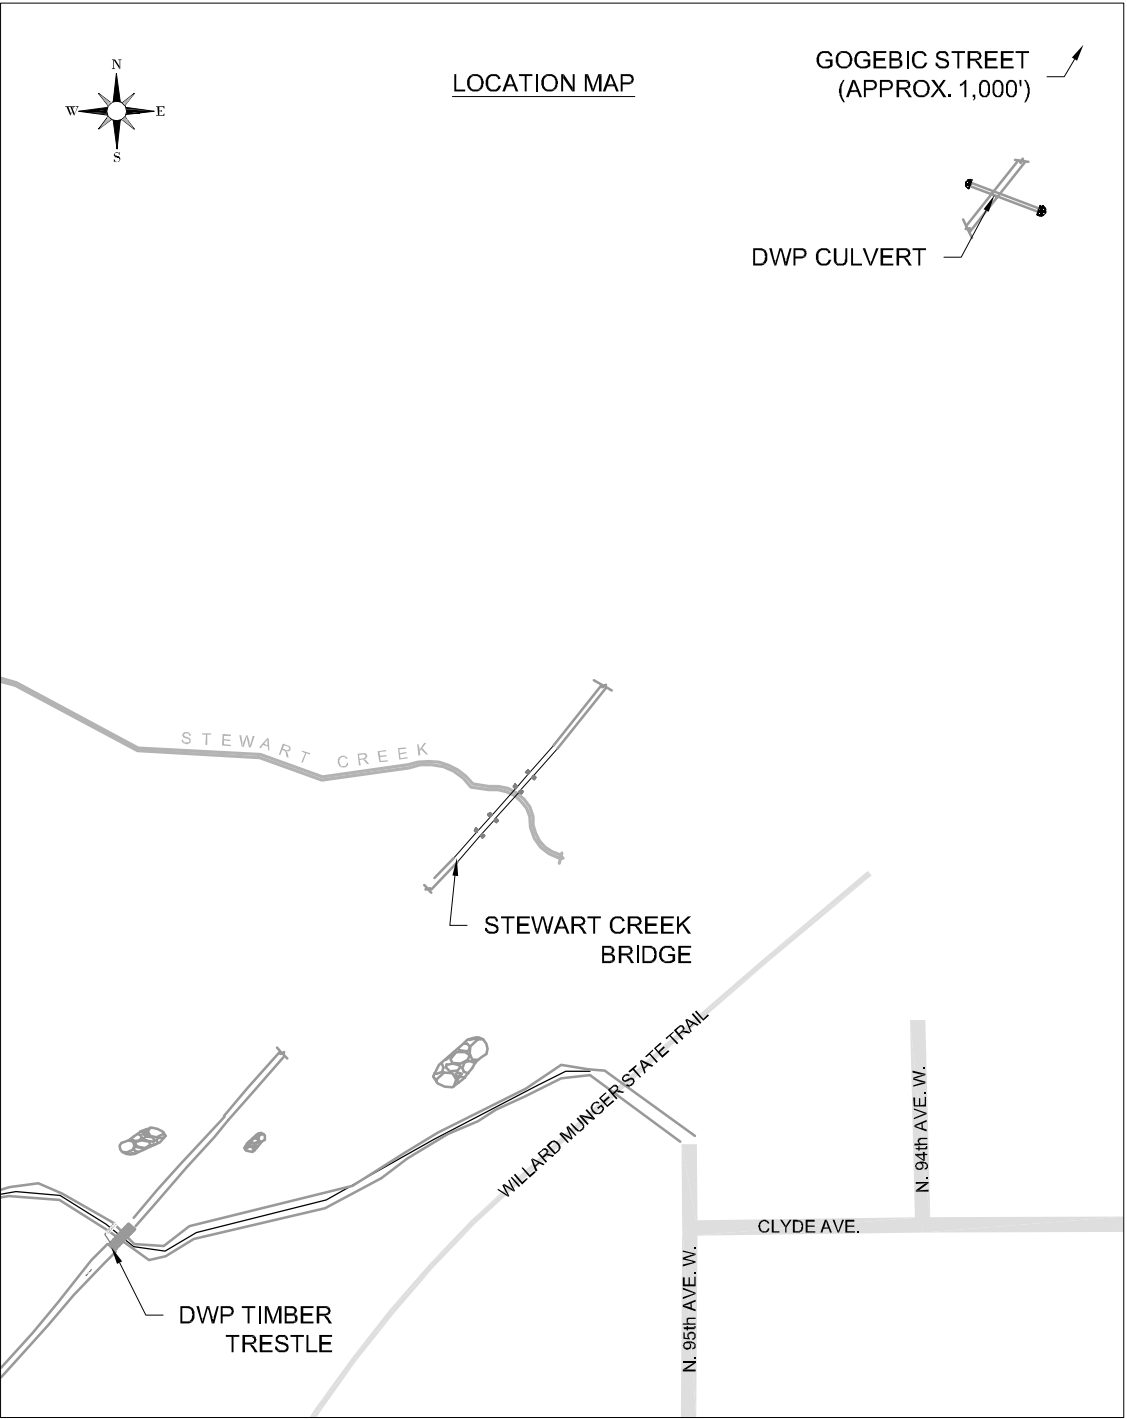 N
W E
S
LOCATION MAP
GOGEBIC STREET
(APPROX. 1,000')
DWP CULVERT
STEWART CREEK
STEWART CREEK
BRIDGE
WILLARD MUNGER STATE TRAIL
N. 94th AVE. W.
CLYDE AVE.
N. 95th AVE. W.
DWP TIMBER
TRESTLE